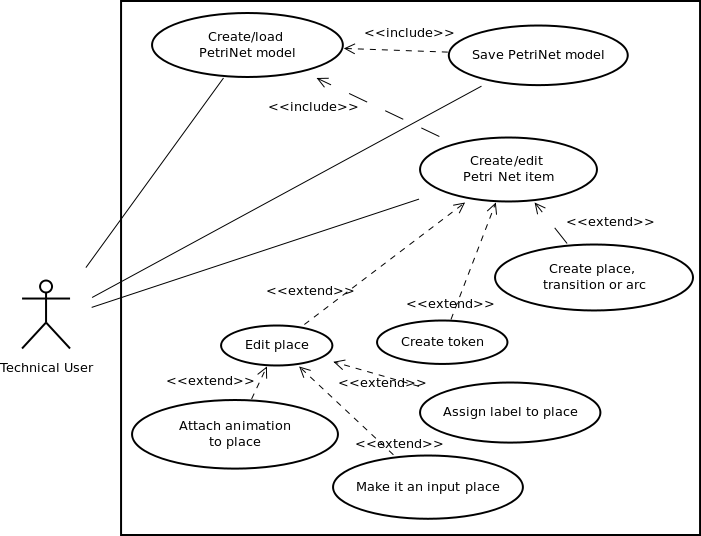 Create/load
PetriNet model
<<include>>
Save PetriNet model
<<include>>
Create/edit
Petri Net item
<<extend>>
Create place,
transition or arc
<<extend>>
<<extend>>
Technical User
Edit place
Create token
<<extend>>
<<extend>>
Attach animation
to place
Assign label to place
<<extend>>
Make it an input place